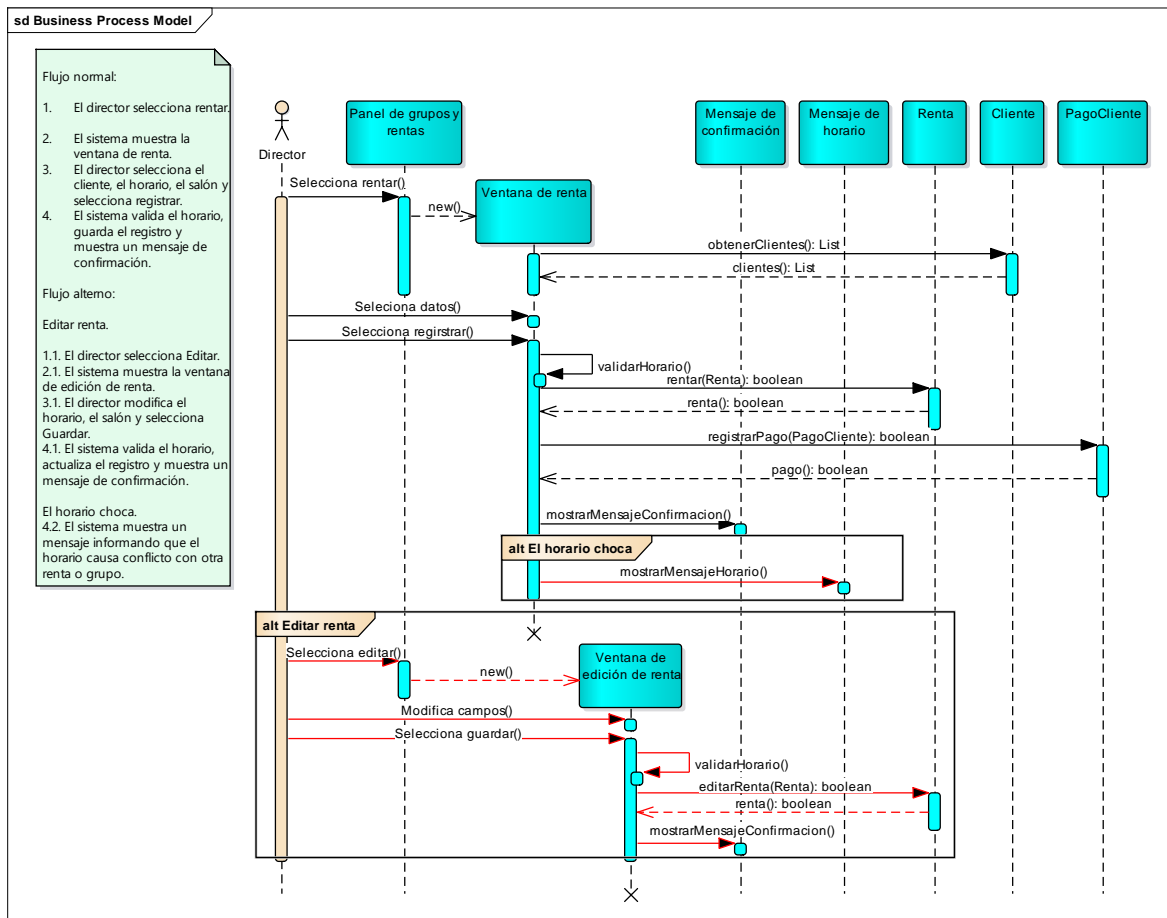 sd Business Process Model
Flujo normal:
1. El director selecciona rentar.
2. El sistema muestra la
ventana de renta.
3. El director selecciona el
cliente, el horario, el salón y
selecciona registrar.
4. El sistema valida el horario,
guarda el registro y
muestra un mensaje de
confirmación.
Flujo alterno:
Editar renta.
1.1. El director selecciona Editar.
2.1. El sistema muestra la ventana
de edición de renta.
3.1. El director modifica el
horario, el salón y selecciona
Guardar.
4.1. El sistema valida el horario,
actualiza el registro y muestra un
mensaje de confirmación.
El horario choca.
4.2. El sistema muestra un
mensaje informando que el
horario causa conflicto con otra
renta o grupo.
Director
Panel de grupos y
rentas
Mensaje de
confirmación
Mensaje de
horario
Renta
Cliente
PagoCliente
Selecciona rentar()
new()
Ventana de renta
obtenerClientes(): List
clientes(): List
Seleciona datos()
Selecciona regirstrar()
validarHorario()
rentar(Renta): boolean
renta(): boolean
registrarPago(PagoCliente): boolean
pago(): boolean
mostrarMensajeConfirmacion()
alt El horario choca
mostrarMensajeHorario()
alt Editar renta
Selecciona editar()
new()
Ventana de
edición de renta
Modifica campos()
Selecciona guardar()
validarHorario()
editarRenta(Renta): boolean
renta(): boolean
mostrarMensajeConfirmacion()